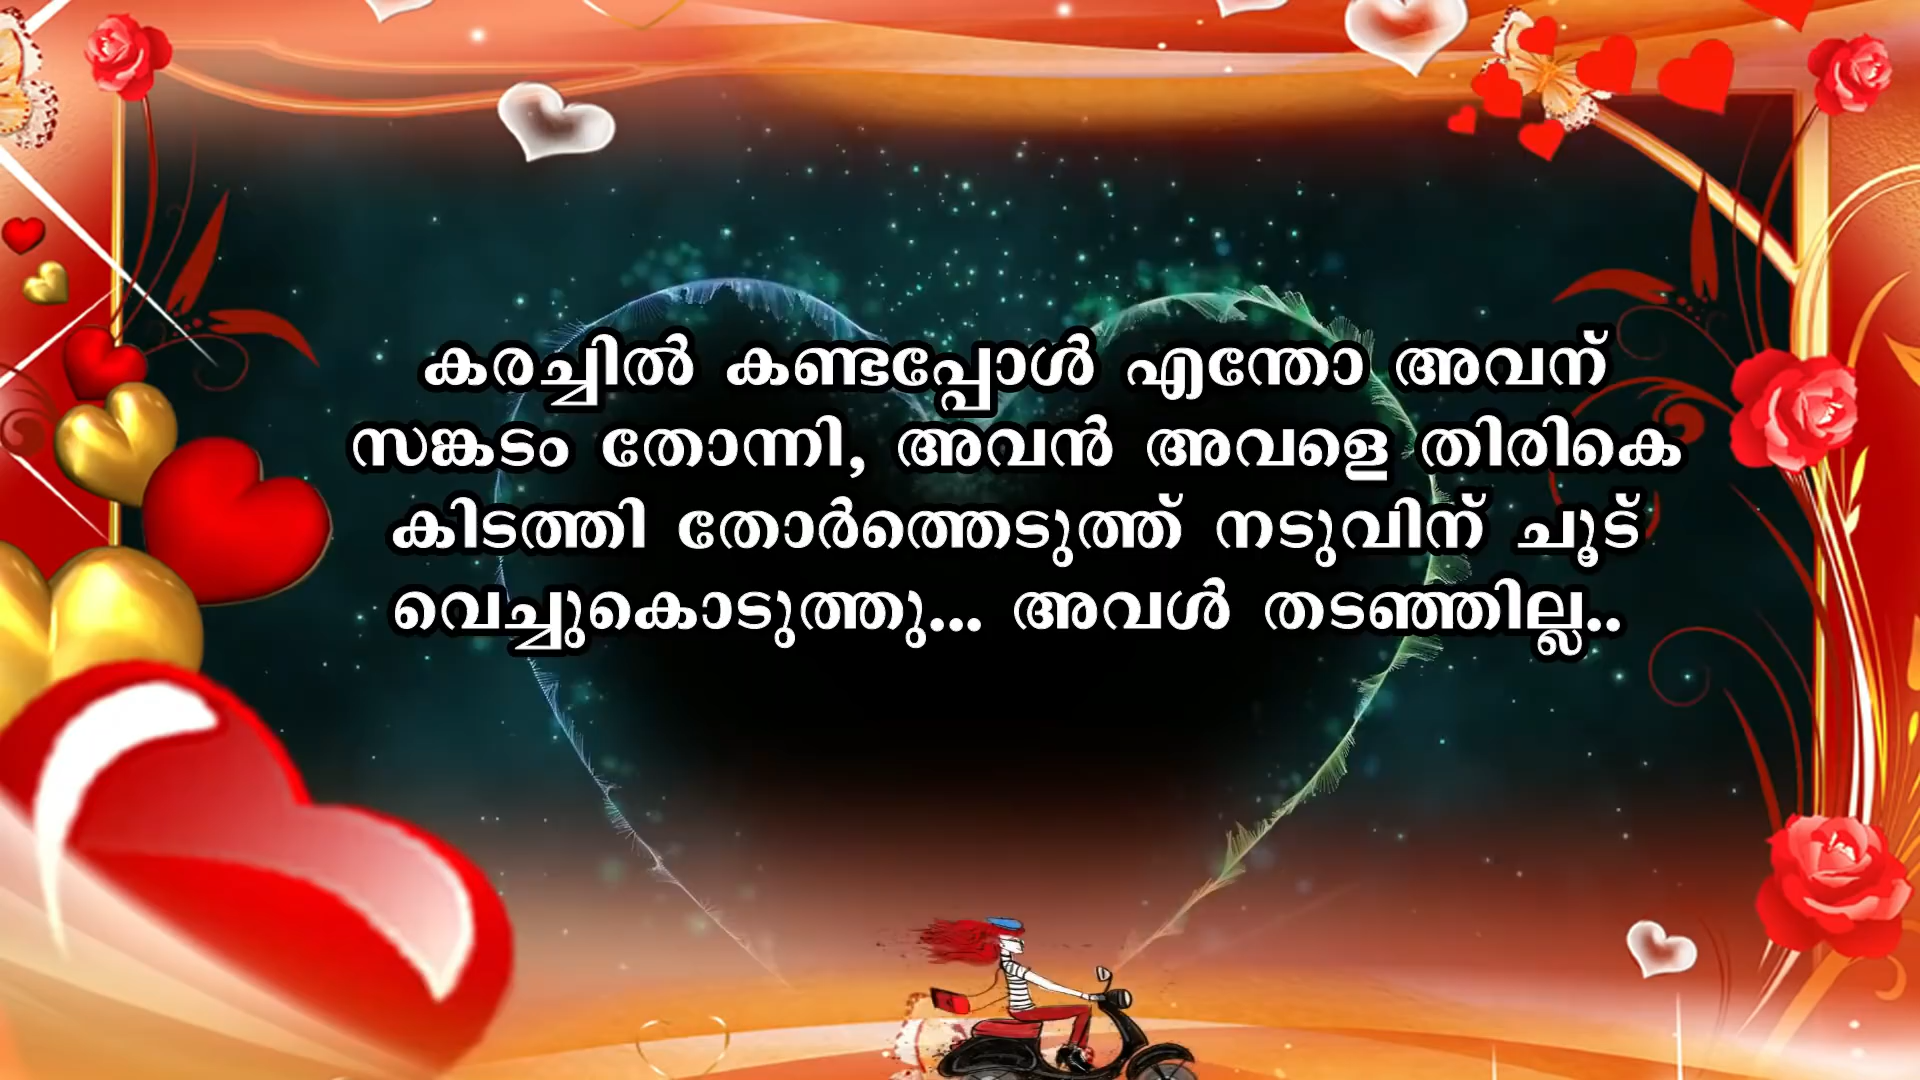 കരച്ചിൽ കണ്ടപ്പോൾ എന്തോ അവന്
സങ്കടം തോന്നി, അവൻ അവളെ തിരികെ
കിടത്തി തോർത്തെടുത്ത് നടുവിന് ചൂട്
വെച്ചുകൊടുത്തു... അവൾ തടഞ്ഞില്ല..